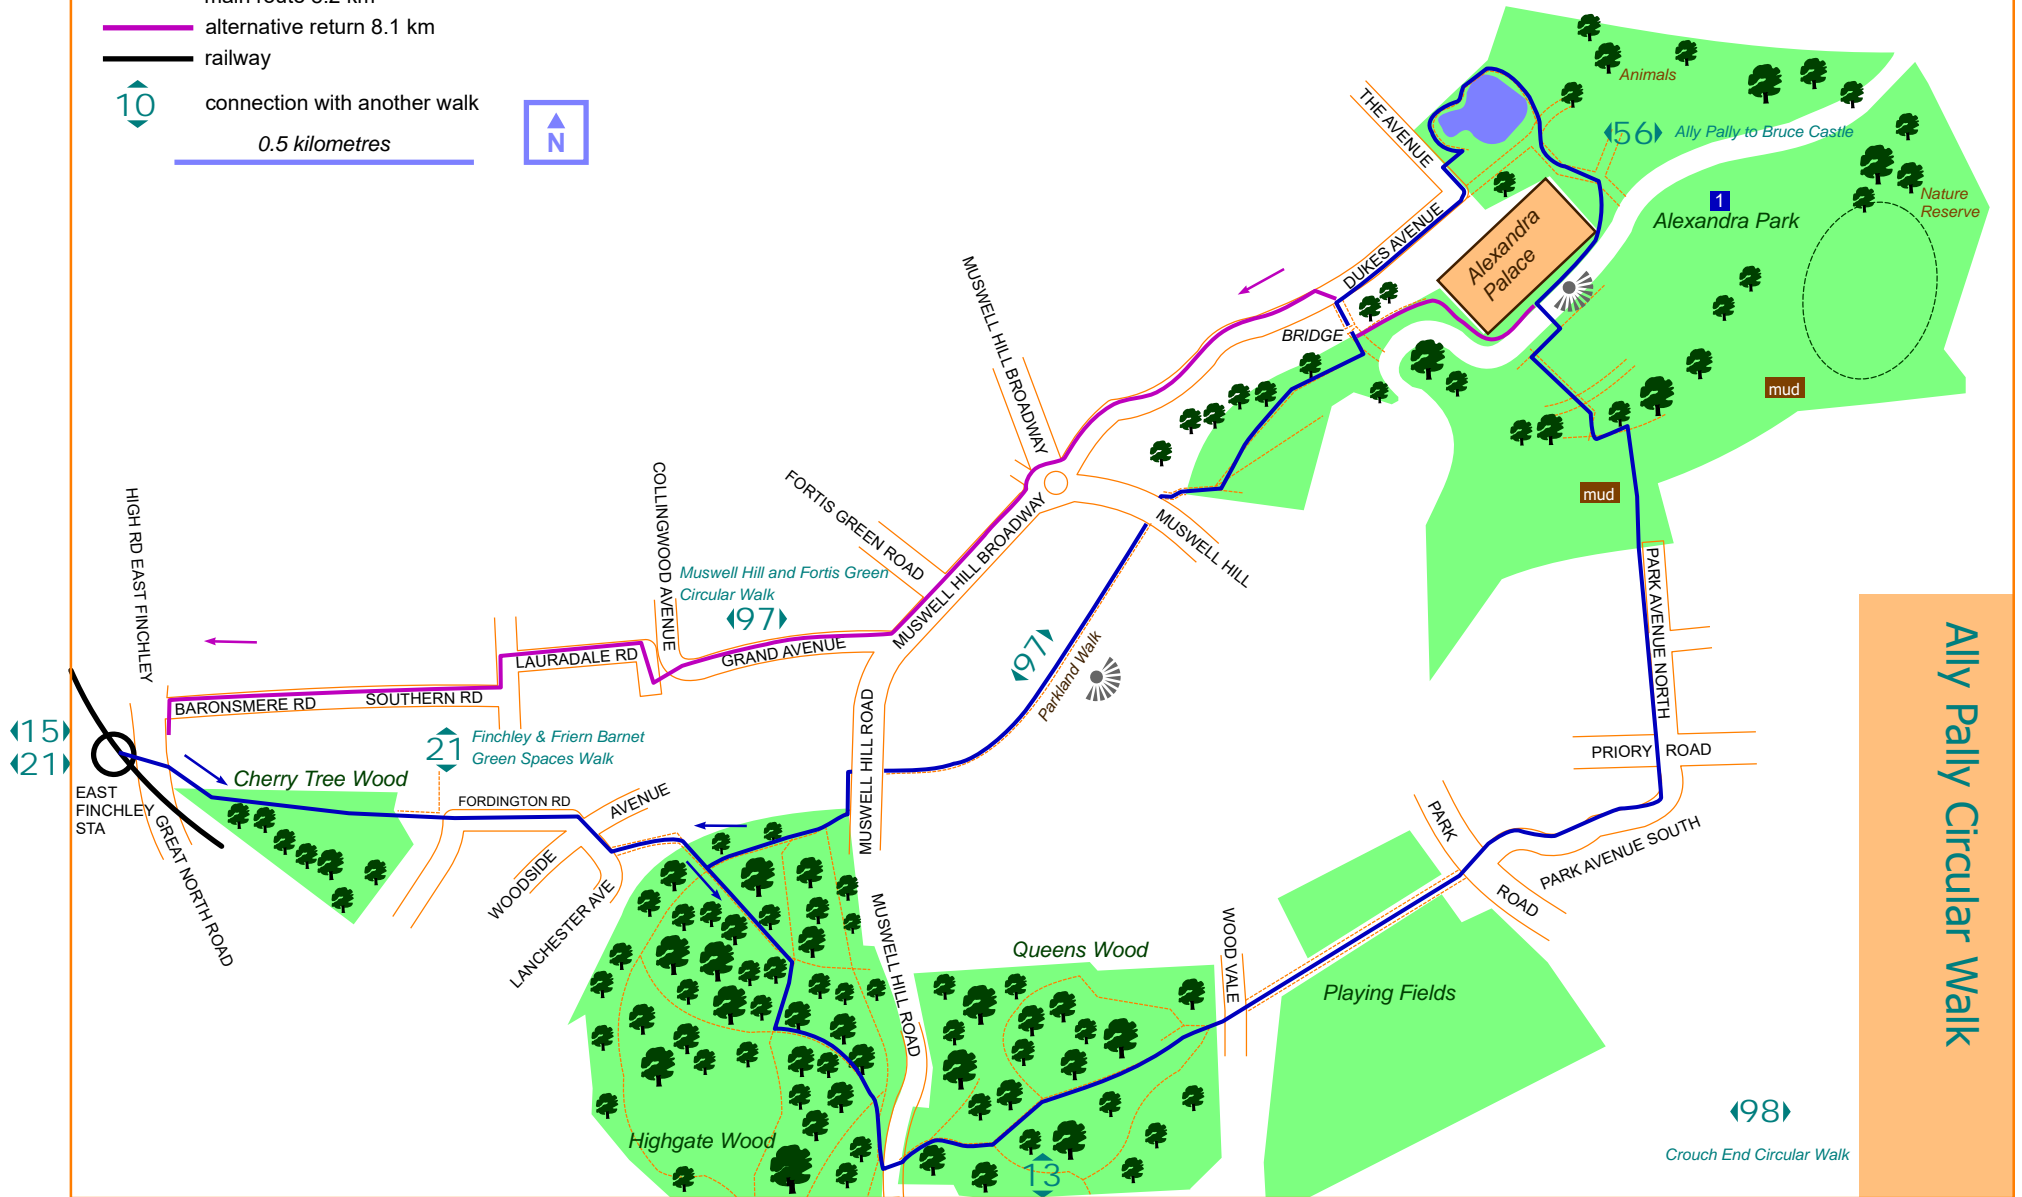 alternative return 8.1 km
railway
10
connection with another walk
0.5 kilometres
N
Animals
THE AVENUE
56
Ally Pally to Bruce Castle
1
Alexandra Park
Nature
Reserve
DUKES AVENUE
Alexandra
Palace
MUSWELL HILL BROADWAY
BRIDGE
mud
mud
HIGH RD EAST FINCHLEY
COLLINGWOOD AVENUE
FORTIS GREEN ROAD
MUSWELL HILL BROADWAY
MUSWELL HILL
Muswell Hill and Fortis Green
Circular Walk
97
97
Parkland Walk
PARK AVENUE NORTH
LAURADALE RD
GRAND AVENUE
BARONSMERE RD
SOUTHERN RD
MUSWELL HILL ROAD
15
21
21
Finchley & Friern Barnet
Green Spaces Walk
PRIORY ROAD
Cherry Tree Wood
EAST
FINCHLEY
STA
GREAT NORTH ROAD
FORDINGTON RD
WOODSIDE AVENUE
LANCHESTER AVE
PARK ROAD
PARK AVENUE SOUTH
MUSWELL HILL ROAD
WOOD VALE
Queens Wood
Playing Fields
Highgate Wood
13
98
Crouch End Circular Walk
Ally Pally Circular Walk